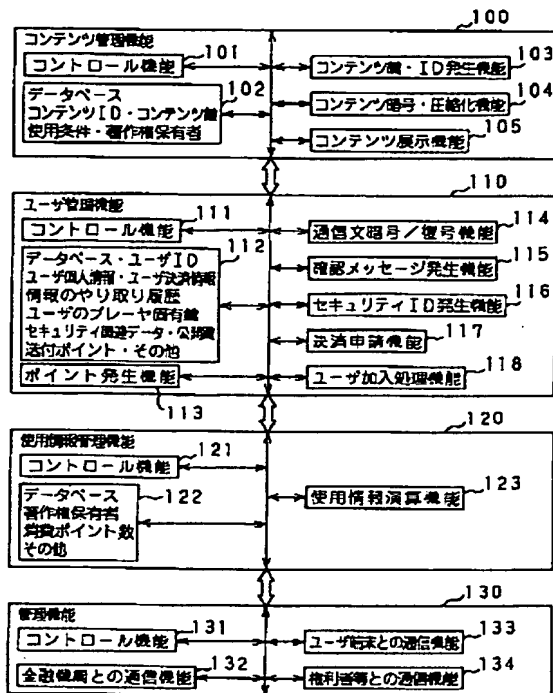 100
コンテンツ管理機能
コントロール機能
101
データベース
コンテンツID・コンテンツ鍵
使用条件・著作権保有者
102
コンテンツ鍵・ID発生機能
103
コンテンツ暗号・圧縮化機能
104
コンテンツ展示機能
105
110
ユーザ管理機能
コントロール機能
111
データベース・ユーザID
ユーザ個人情報・ユーザ決済情報
情報のやり取り履歴
ユーザのプレーヤ固有鍵
セキュリティ関連データ・公開鍵
送付ポイント・その他
112
ポイント発生機能
113
通信文暗号/復号機能
114
確認メッセージ発生機能
115
セキュリティID発生機能
116
決済申請機能
117
ユーザ加入処理機能
118
120
使用情報管理機能
コントロール機能
121
データベース
著作権保有者
消費ポイント数
その他
122
使用情報演算機能
123
130
管理機能
コントロール機能
131
金融機関との通信機能
132
ユーザ端末との通信機能
133
権利者等との通信機能
134